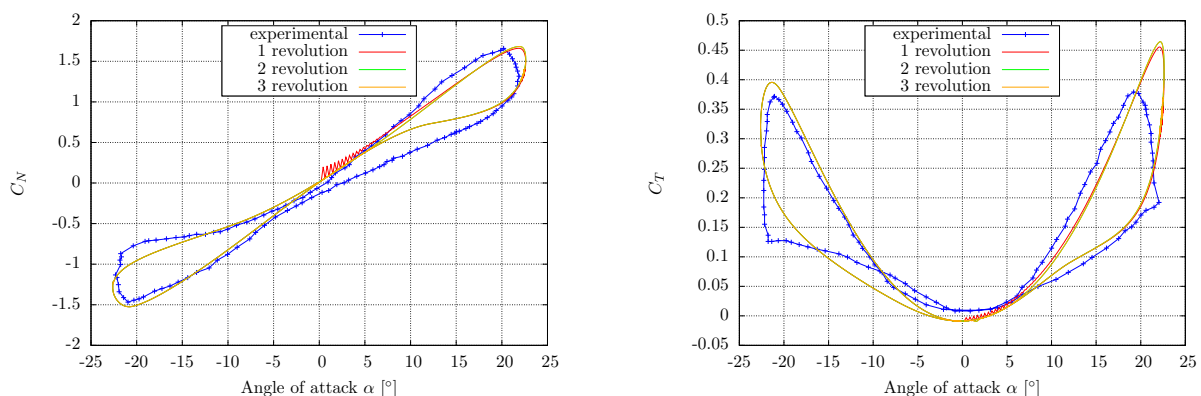 2
1.5
1
0.5
0
-0.5
-1
-1.5
-2
-25 -20 -15 -10 -5 0 5 10 15 20 25
C_N
Angle of attack α [°]
experimental
1 revolution
2 revolution
3 revolution
0.5
0.45
0.4
0.35
0.3
0.25
0.2
0.15
0.1
0.05
0
-0.05
-25 -20 -15 -10 -5 0 5 10 15 20 25
C_T
Angle of attack α [°]
experimental
1 revolution
2 revolution
3 revolution